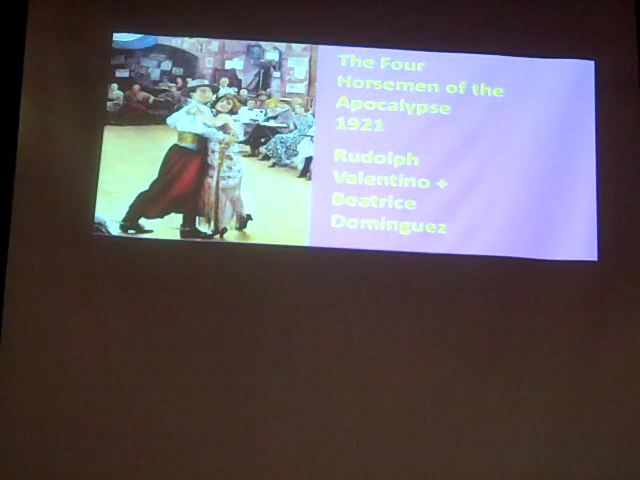 The Four
Horsemen of the
Apocalypse
1921
Rudolph
Valentino +
Beatrice
Dominguez